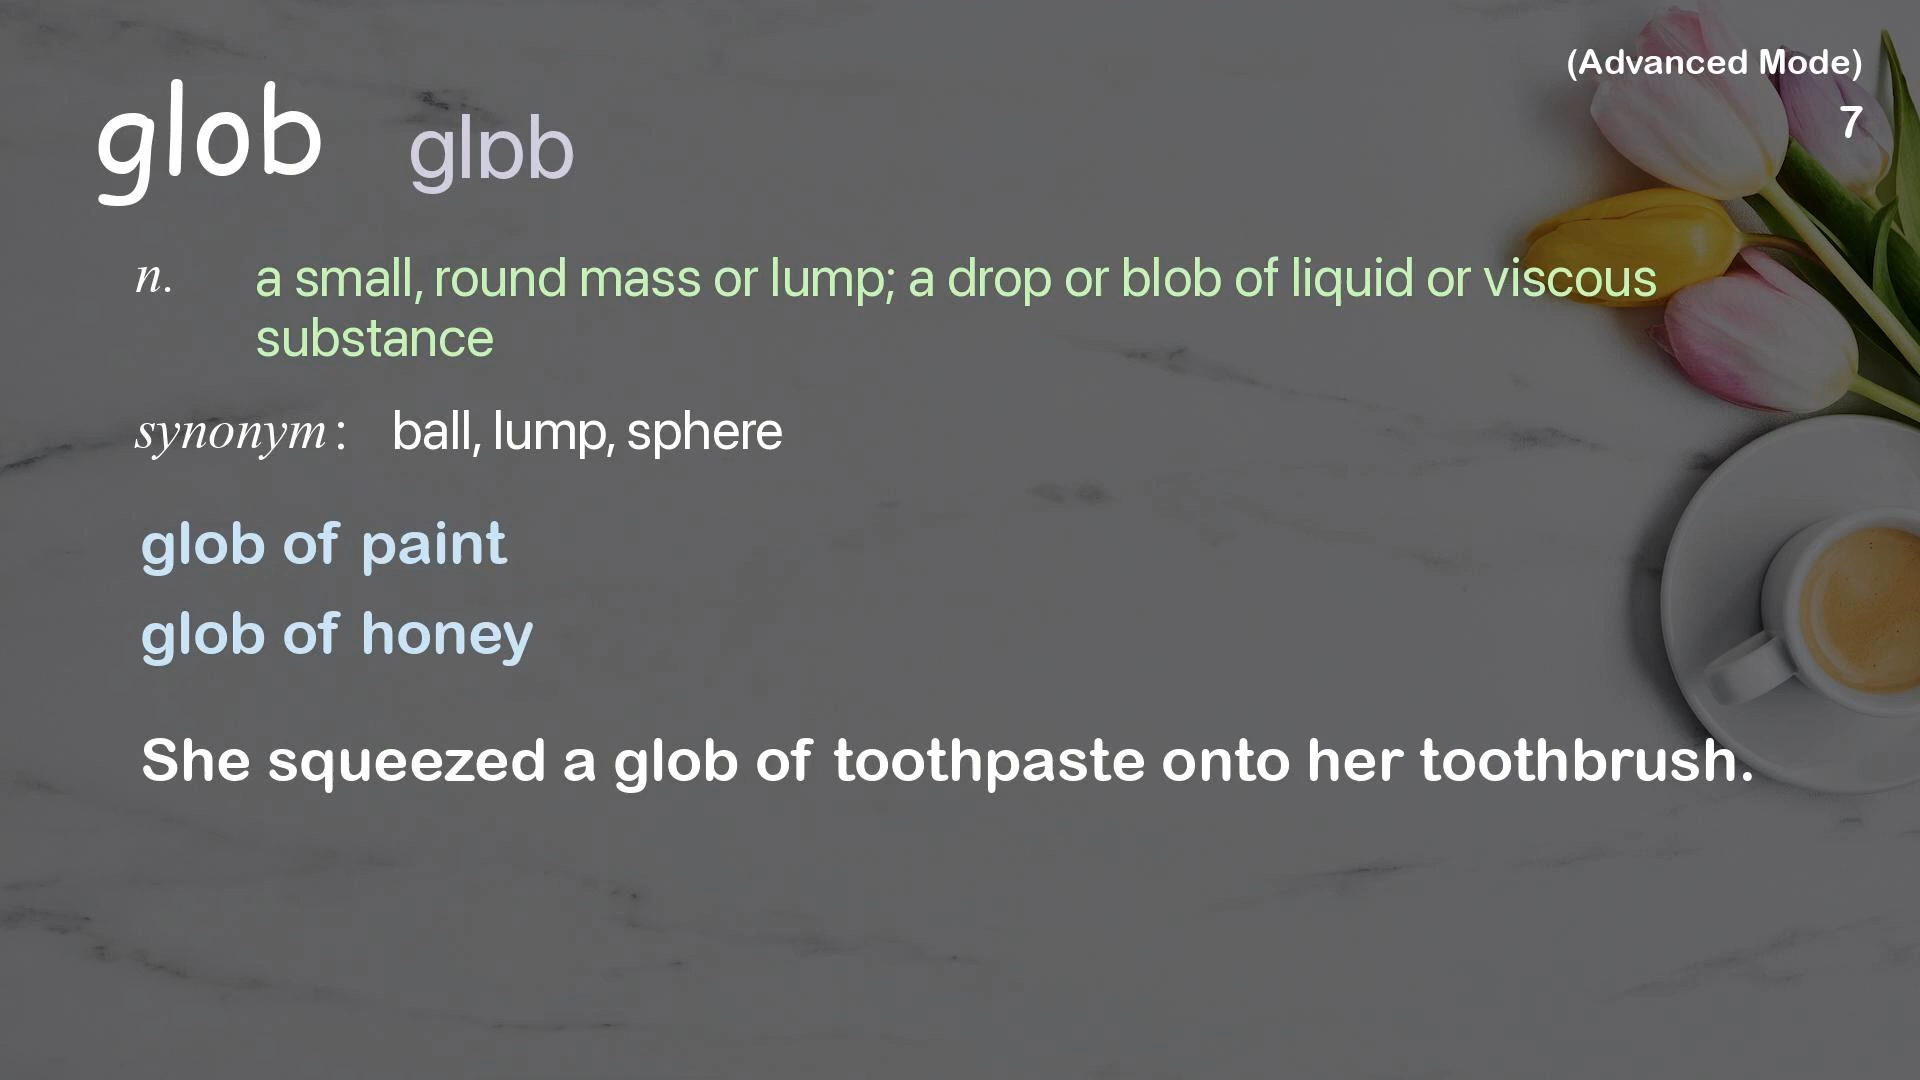 (Advanced Mode)
7
glob glɒb
n. a small, round mass or lump; a drop or blob of liquid or viscous
substance
synonym: ball, lump, sphere
glob of paint
glob of honey
She squeezed a glob of toothpaste onto her toothbrush.